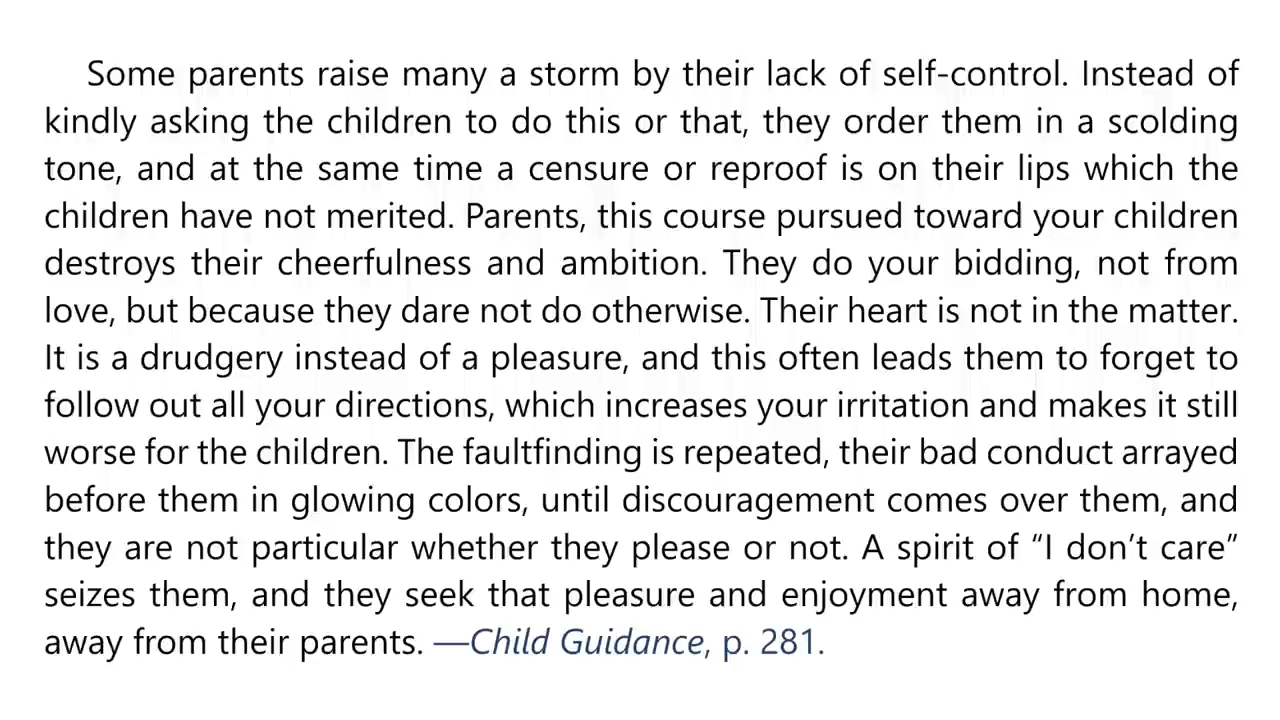 Some parents raise many a storm by their lack of self-control. Instead of
kindly asking the children to do this or that, they order them in a scolding
tone, and at the same time a censure or reproof is on their lips which the
children have not merited. Parents, this course pursued toward your children
destroys their cheerfulness and ambition. They do your bidding, not from
love, but because they dare not do otherwise. Their heart is not in the matter.
It is a drudgery instead of a pleasure, and this often leads them to forget to
follow out all your directions, which increases your irritation and makes it still
worse for the children. The faultfinding is repeated, their bad conduct arrayed
before them in glowing colors, until discouragement comes over them, and
they are not particular whether they please or not. A spirit of “I don’t care”
seizes them, and they seek that pleasure and enjoyment away from home,
away from their parents. —Child Guidance, p. 281.